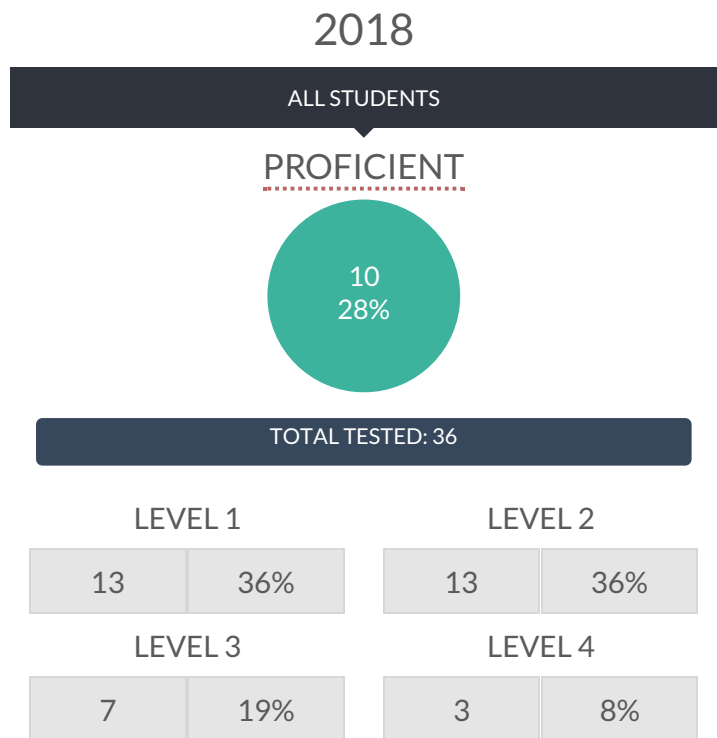 2018
ALL STUDENTS
PROFICIENT
10
28%
TOTAL TESTED: 36
LEVEL 1 LEVEL 2
13 36% 13 36%
LEVEL 3 LEVEL 4
7 19% 3 8%